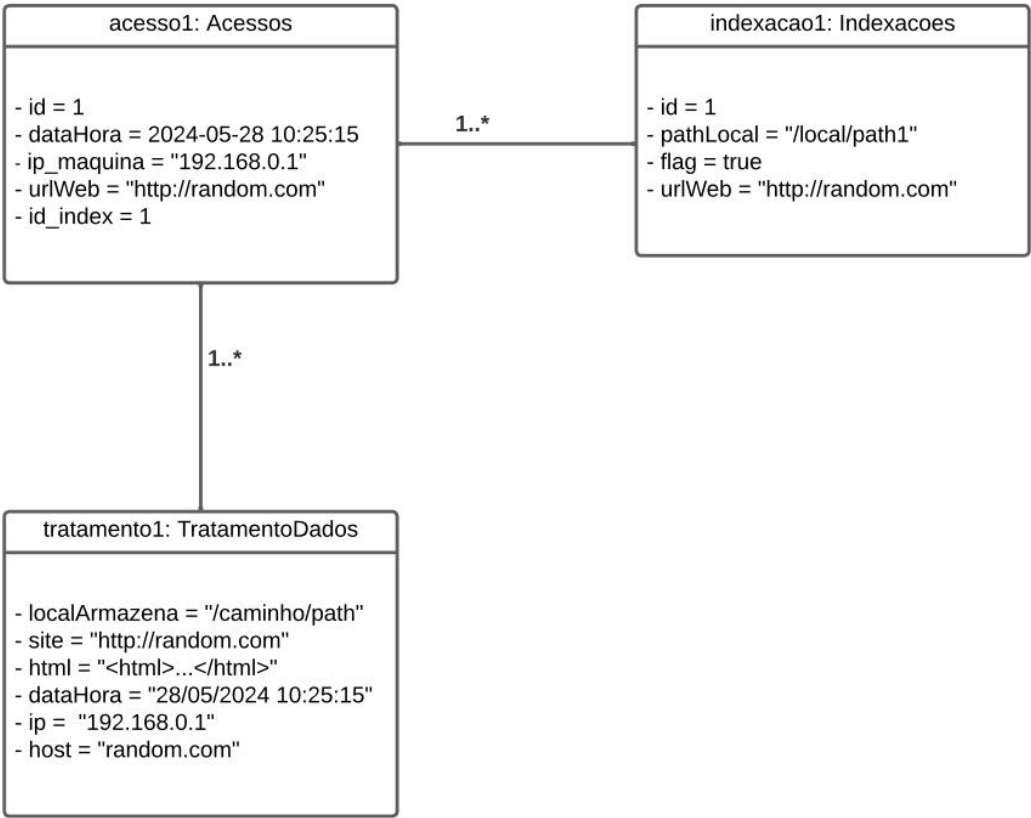 acesso1: Acessos
- id = 1
- dataHora = 2024-05-28 10:25:15
- ip_maquina = "192.168.0.1"
- urlWeb = "http://random.com"
- id_index = 1
1..*
indexacao1: Indexacoes
- id = 1
- pathLocal = "/local/path1"
- flag = true
- urlWeb = "http://random.com"
1..*
tratamento1: TratamentoDados
- localArmazena = "/caminho/path"
- site = "http://random.com"
- html = "<html>...</html>"
- dataHora = "28/05/2024 10:25:15"
- ip =  "192.168.0.1"
- host = "random.com"